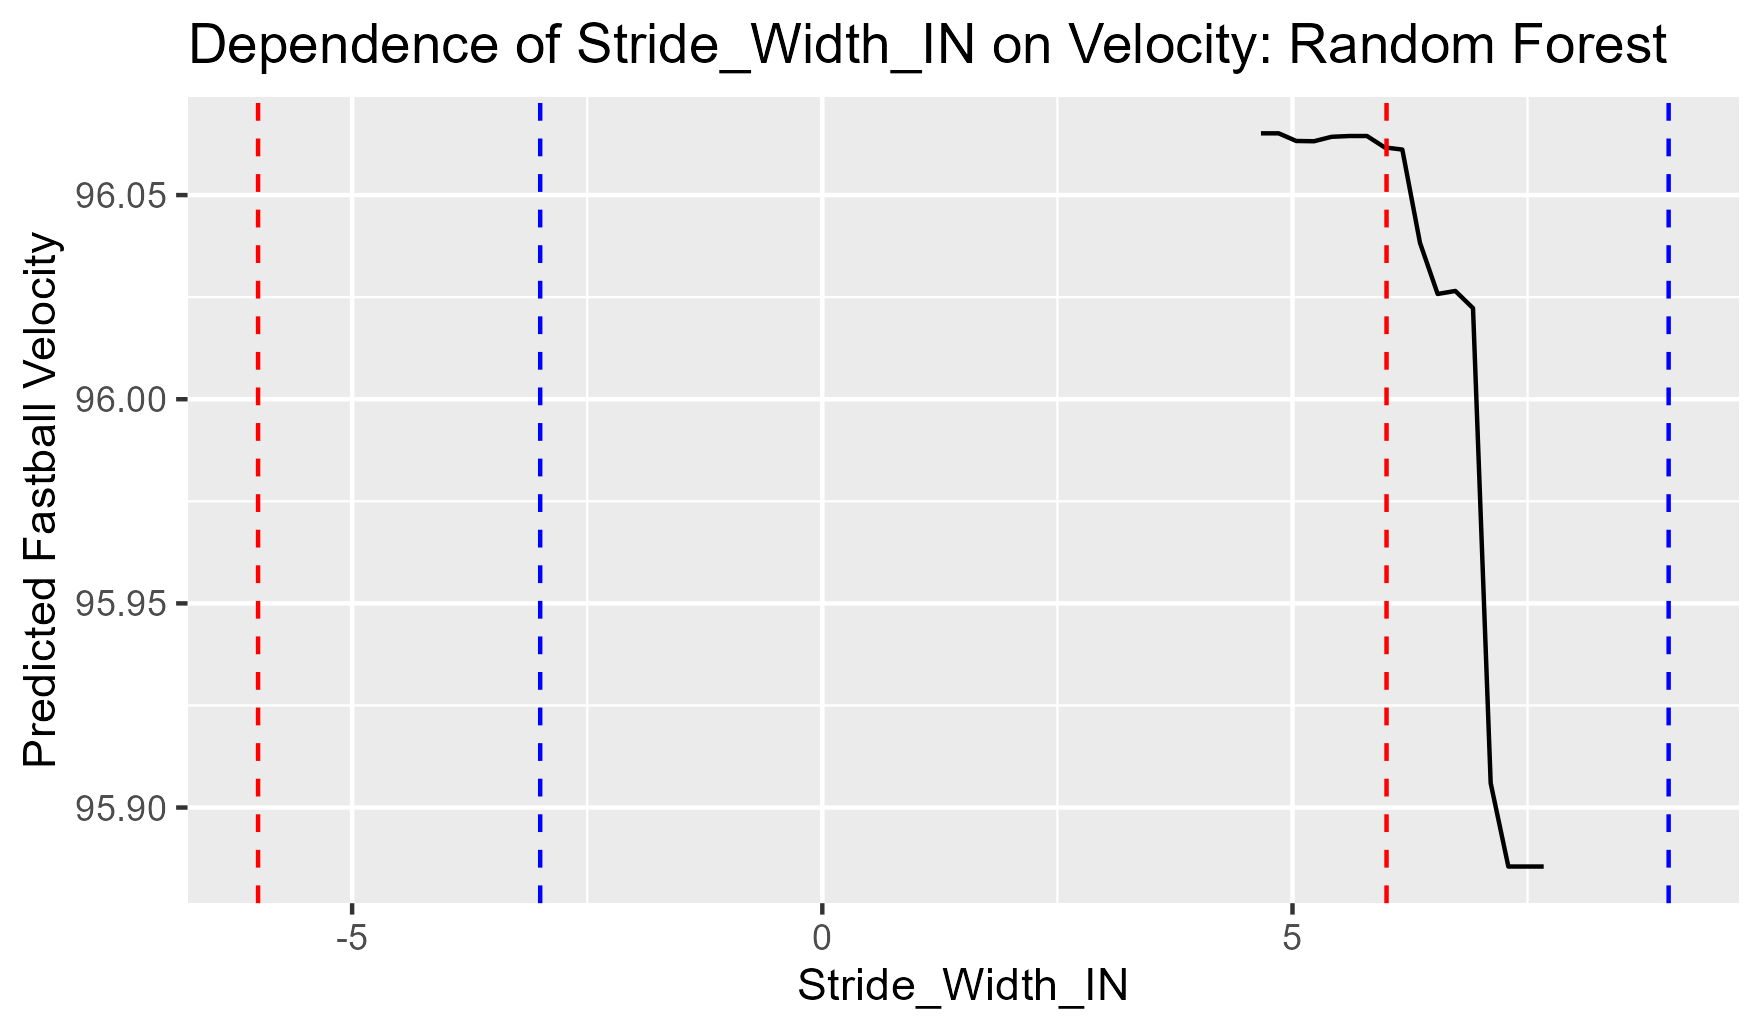 Dependence of Stride_Width_IN on Velocity: Random Forest
Predicted Fastball Velocity
96.05
96.00
95.95
95.90
-5
0
5
Stride_Width_IN